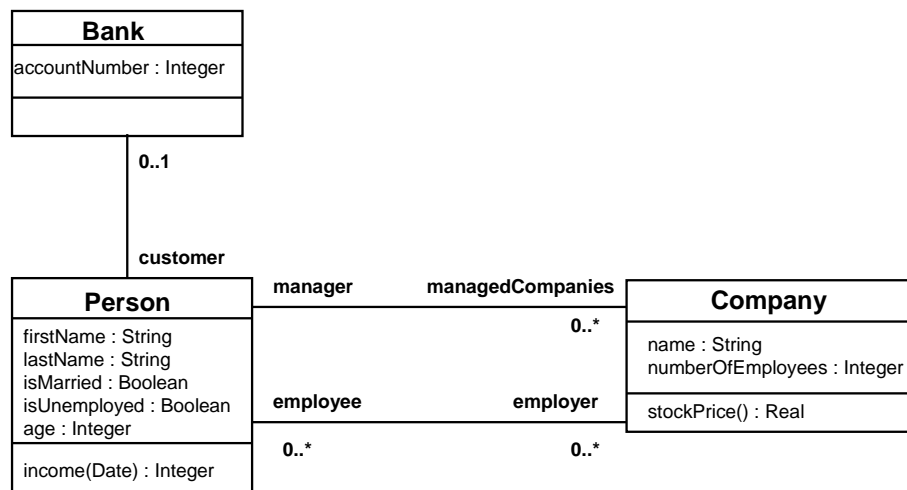 Bank
accountNumber : Integer
0..1
customer
Person
firstName : String
lastName : String
isMarried : Boolean
isUnemployed : Boolean
age : Integer
income(Date) : Integer
manager
managedCompanies
0..*
employee
employer
0..*
0..*
Company
name : String
numberOfEmployees : Integer
stockPrice() : Real